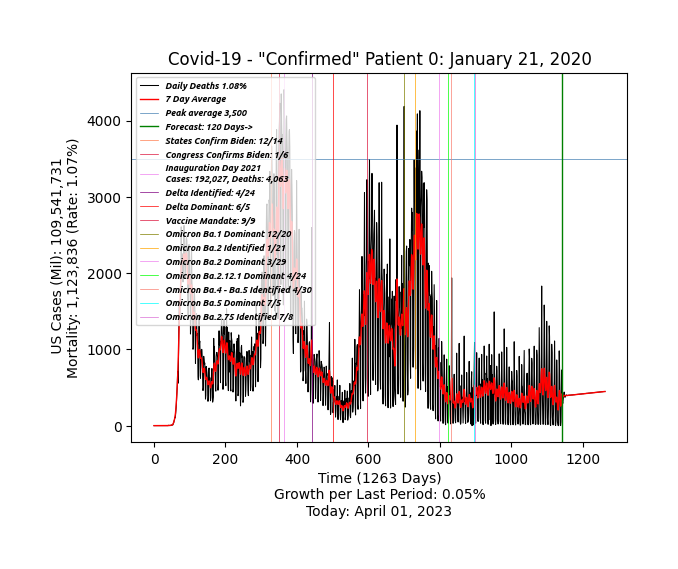 Covid-19 - "Confirmed" Patient 0: January 21, 2020
Daily Deaths 1.08%
7 Day Average
Peak average 3,500
Forecast: 120 Days->
States Confirm Biden: 12/14
Congress Confirms Biden: 1/6
Inauguration Day 2021
Cases: 192,027, Deaths: 4,063
Delta Identified: 4/24
Delta Dominant: 6/5
Vaccine Mandate: 9/9
Omicron Ba.1 Dominant 12/20
Omicron Ba.2 Identified 1/21
Omicron Ba.2 Dominant 3/29
Omicron Ba.2.12.1 Dominant 4/24
Omicron Ba.4 - Ba.5 Identified 4/30
Omicron Ba.5 Dominant 7/5
Omicron Ba.2.75 Identified 7/8
US Cases (Mil): 109,541,731
Mortality: 1,123,836 (Rate: 1.07%)
4000
3000
2000
1000
0
0 200 400 600 800 1000 1200
Time (1263 Days)
Growth per Last Period: 0.05%
Today: April 01, 2023